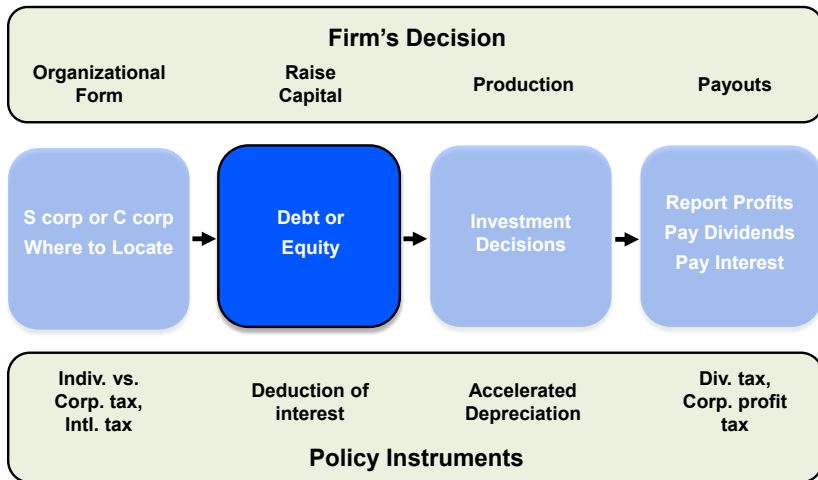 Firm’s Decision
Organizational
Form
Raise
Capital
Production
Payouts
S corp or C corp
Where to Locate
Debt or
Equity
Investment
Decisions
Report Profits
Pay Dividends
Pay Interest
Indiv. vs.
Corp. tax,
Intl. tax
Deduction of
interest
Accelerated
Depreciation
Div. tax,
Corp. profit
tax
Policy Instruments